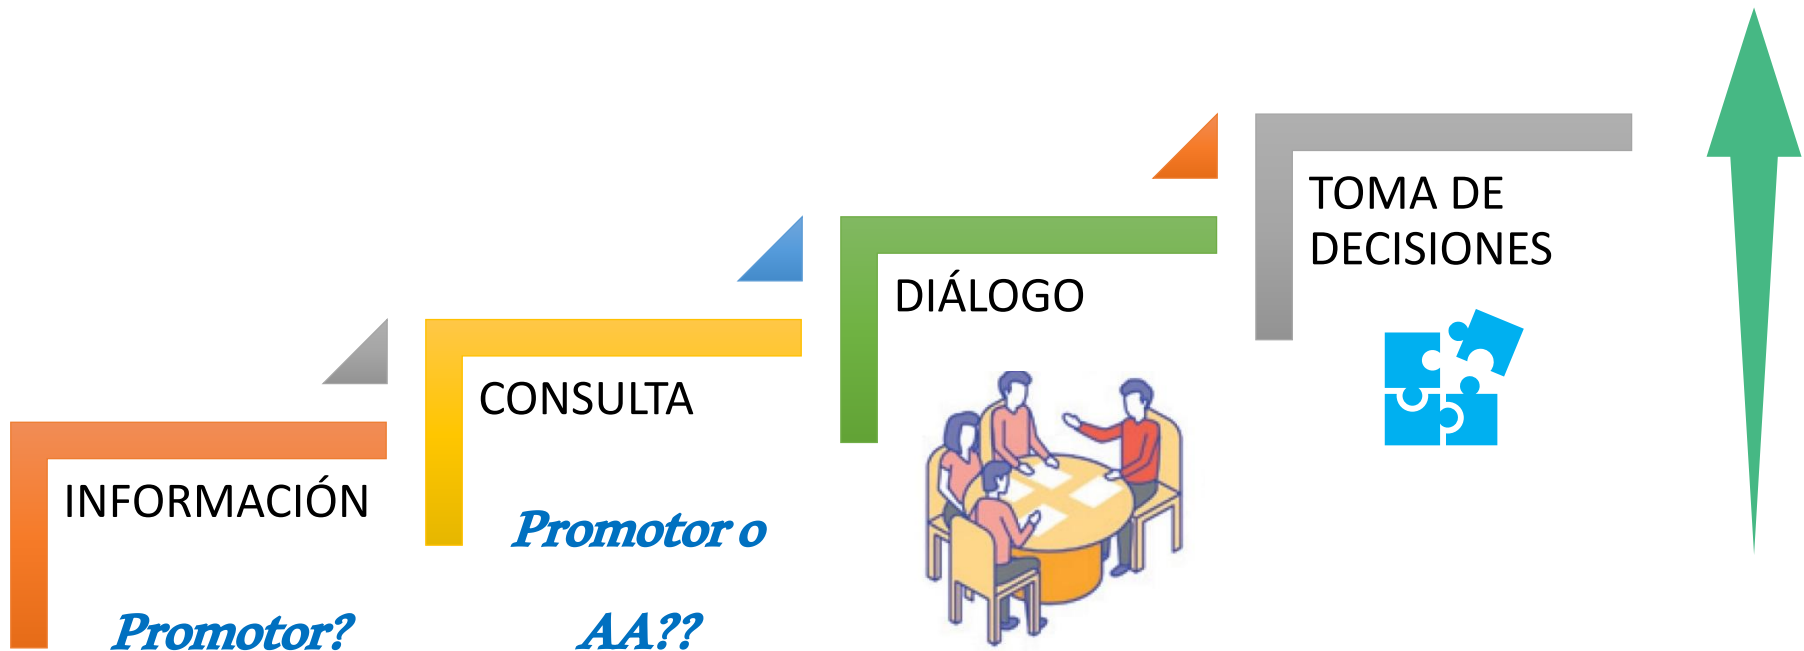 INFORMACIÓN
Promotor?
CONSULTA
Promotor o
AA??
DIÁLOGO
TOMA DE
DECISIONES